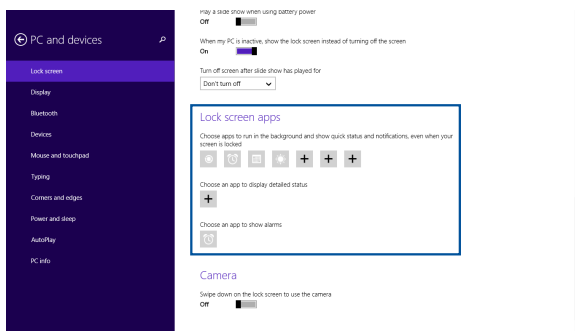 PC and devices
Lock screen
Display
Bluetooth
Devices
Mouse and touchpad
Typing
Corners and edges
Power and sleep
AutoPlay
PC info
Play a slide show when using battery power
Off
When my PC is inactive, show the lock screen instead of turning off the screen
On
Turn off screen after slide show has played for
Don't turn off
Lock screen apps
Choose apps to run in the background and show quick status and notifications, even when your
screen is locked
Choose an app to display detailed status
Choose an app to show alarms
Camera
Swipe down on the lock screen to use the camera
Off